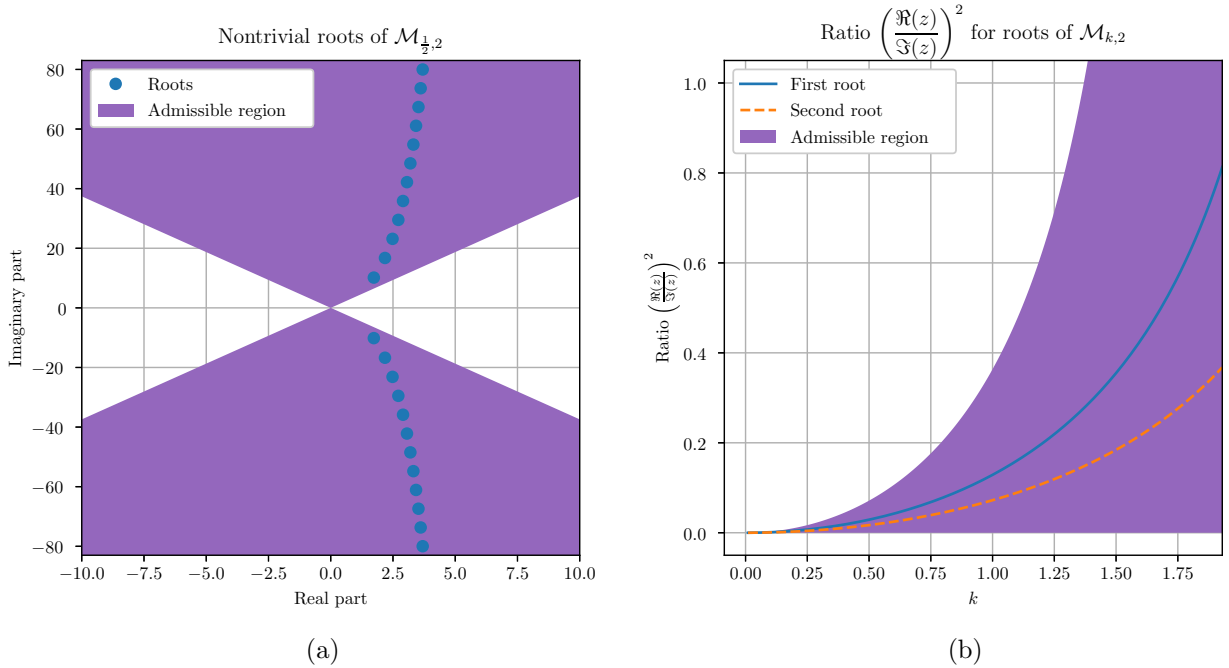 Nontrivial roots of $\mathcal{M}_{\frac{1}{2},2}$
Roots
Admissible region
80
60
40
20
0
−20
−40
−60
−80
Imaginary part
−10.0 −7.5 −5.0 −2.5 0.0 2.5 5.0 7.5 10.0
Real part
(a)
Ratio $\left(\frac{\Re(z)}{\Im(z)}\right)^2$ for roots of $\mathcal{M}_{k,2}$
First root
Second root
Admissible region
1.0
0.8
0.6
0.4
0.2
0.0
Ratio $\left(\frac{\Re(z)}{\Im(z)}\right)^2$
0.00 0.25 0.50 0.75 1.00 1.25 1.50 1.75
k
(b)